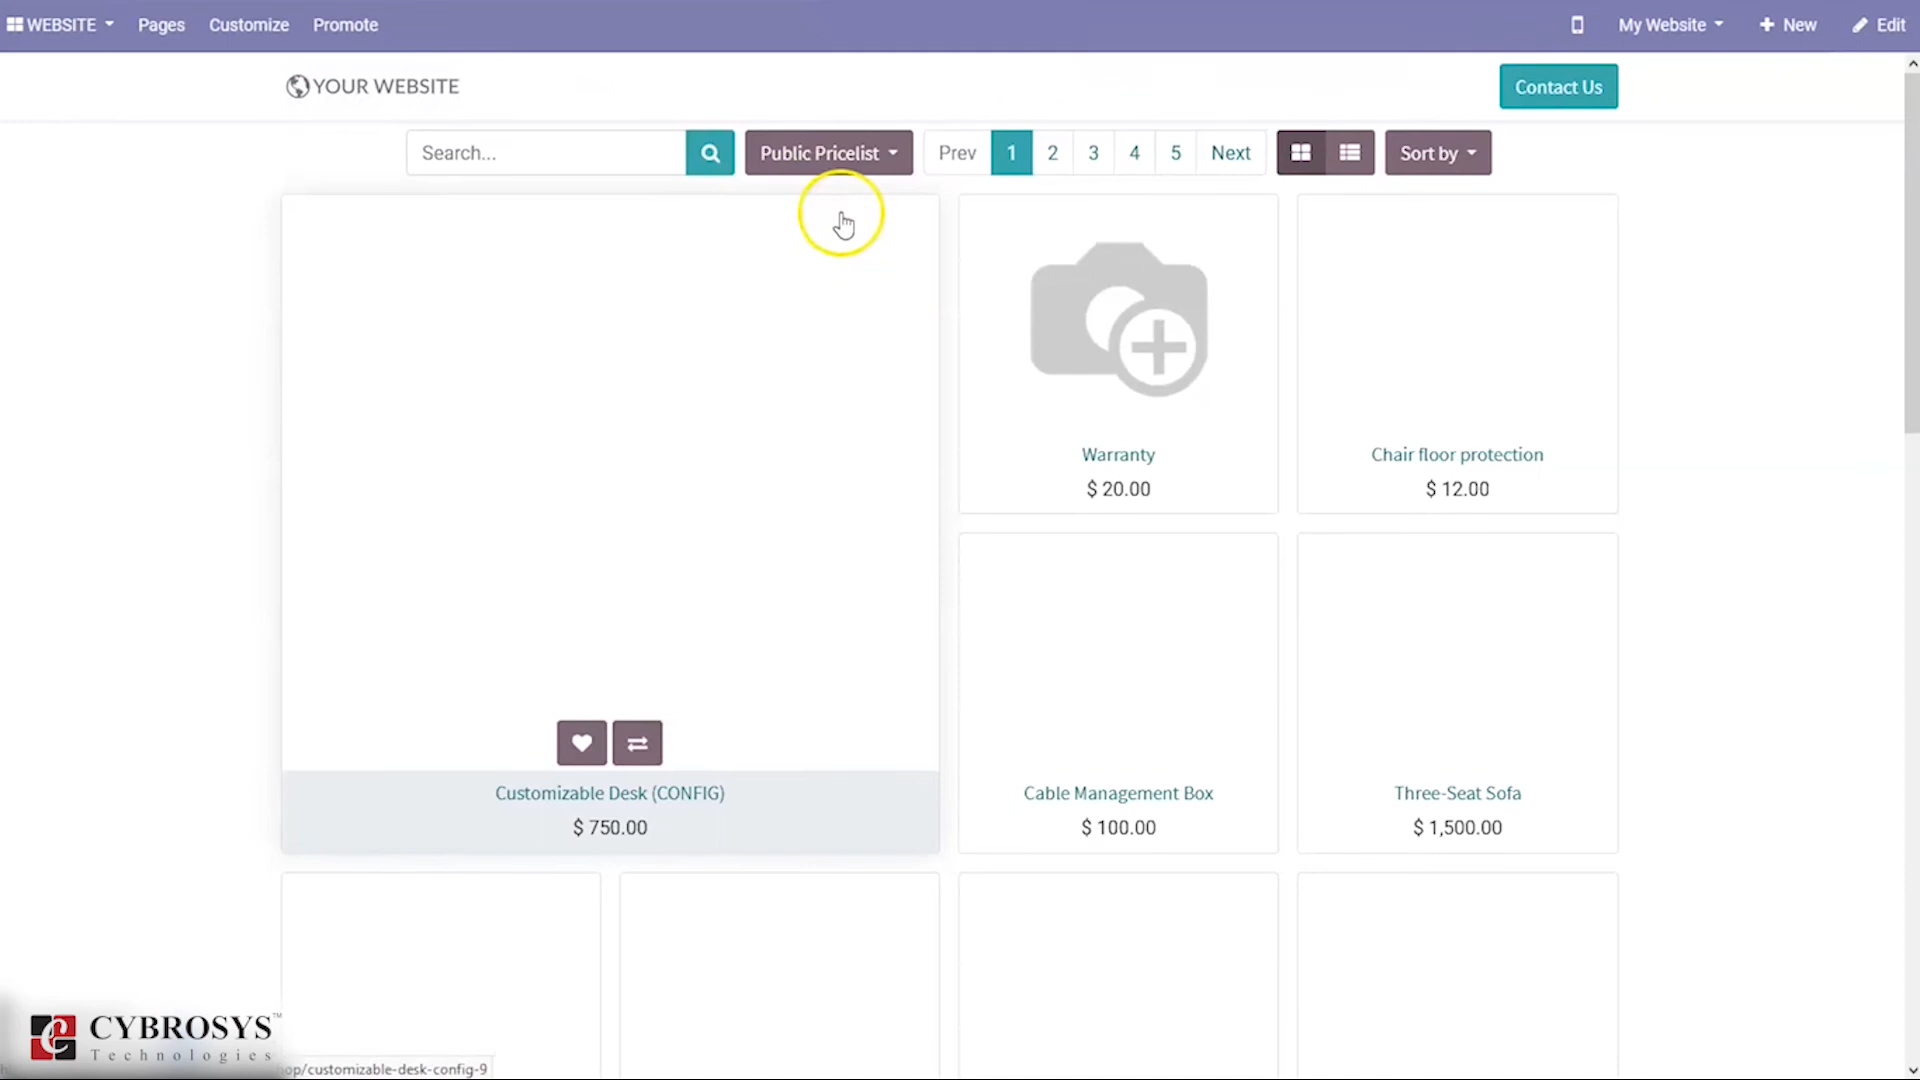 WEBSITE Pages Customize Promote My Website New Edit
YOUR WEBSITE Contact Us
Search... Public Pricelist Prev 1 2 3 4 5 Next Sort by
Warranty
$ 20.00
Chair floor protection
$ 12.00
Customizable Desk (CONFIG)
$ 750.00
Cable Management Box
$ 100.00
Three-Seat Sofa
$ 1,500.00
CYBROSYS™
Technologies
op/customizable-desk-config-9